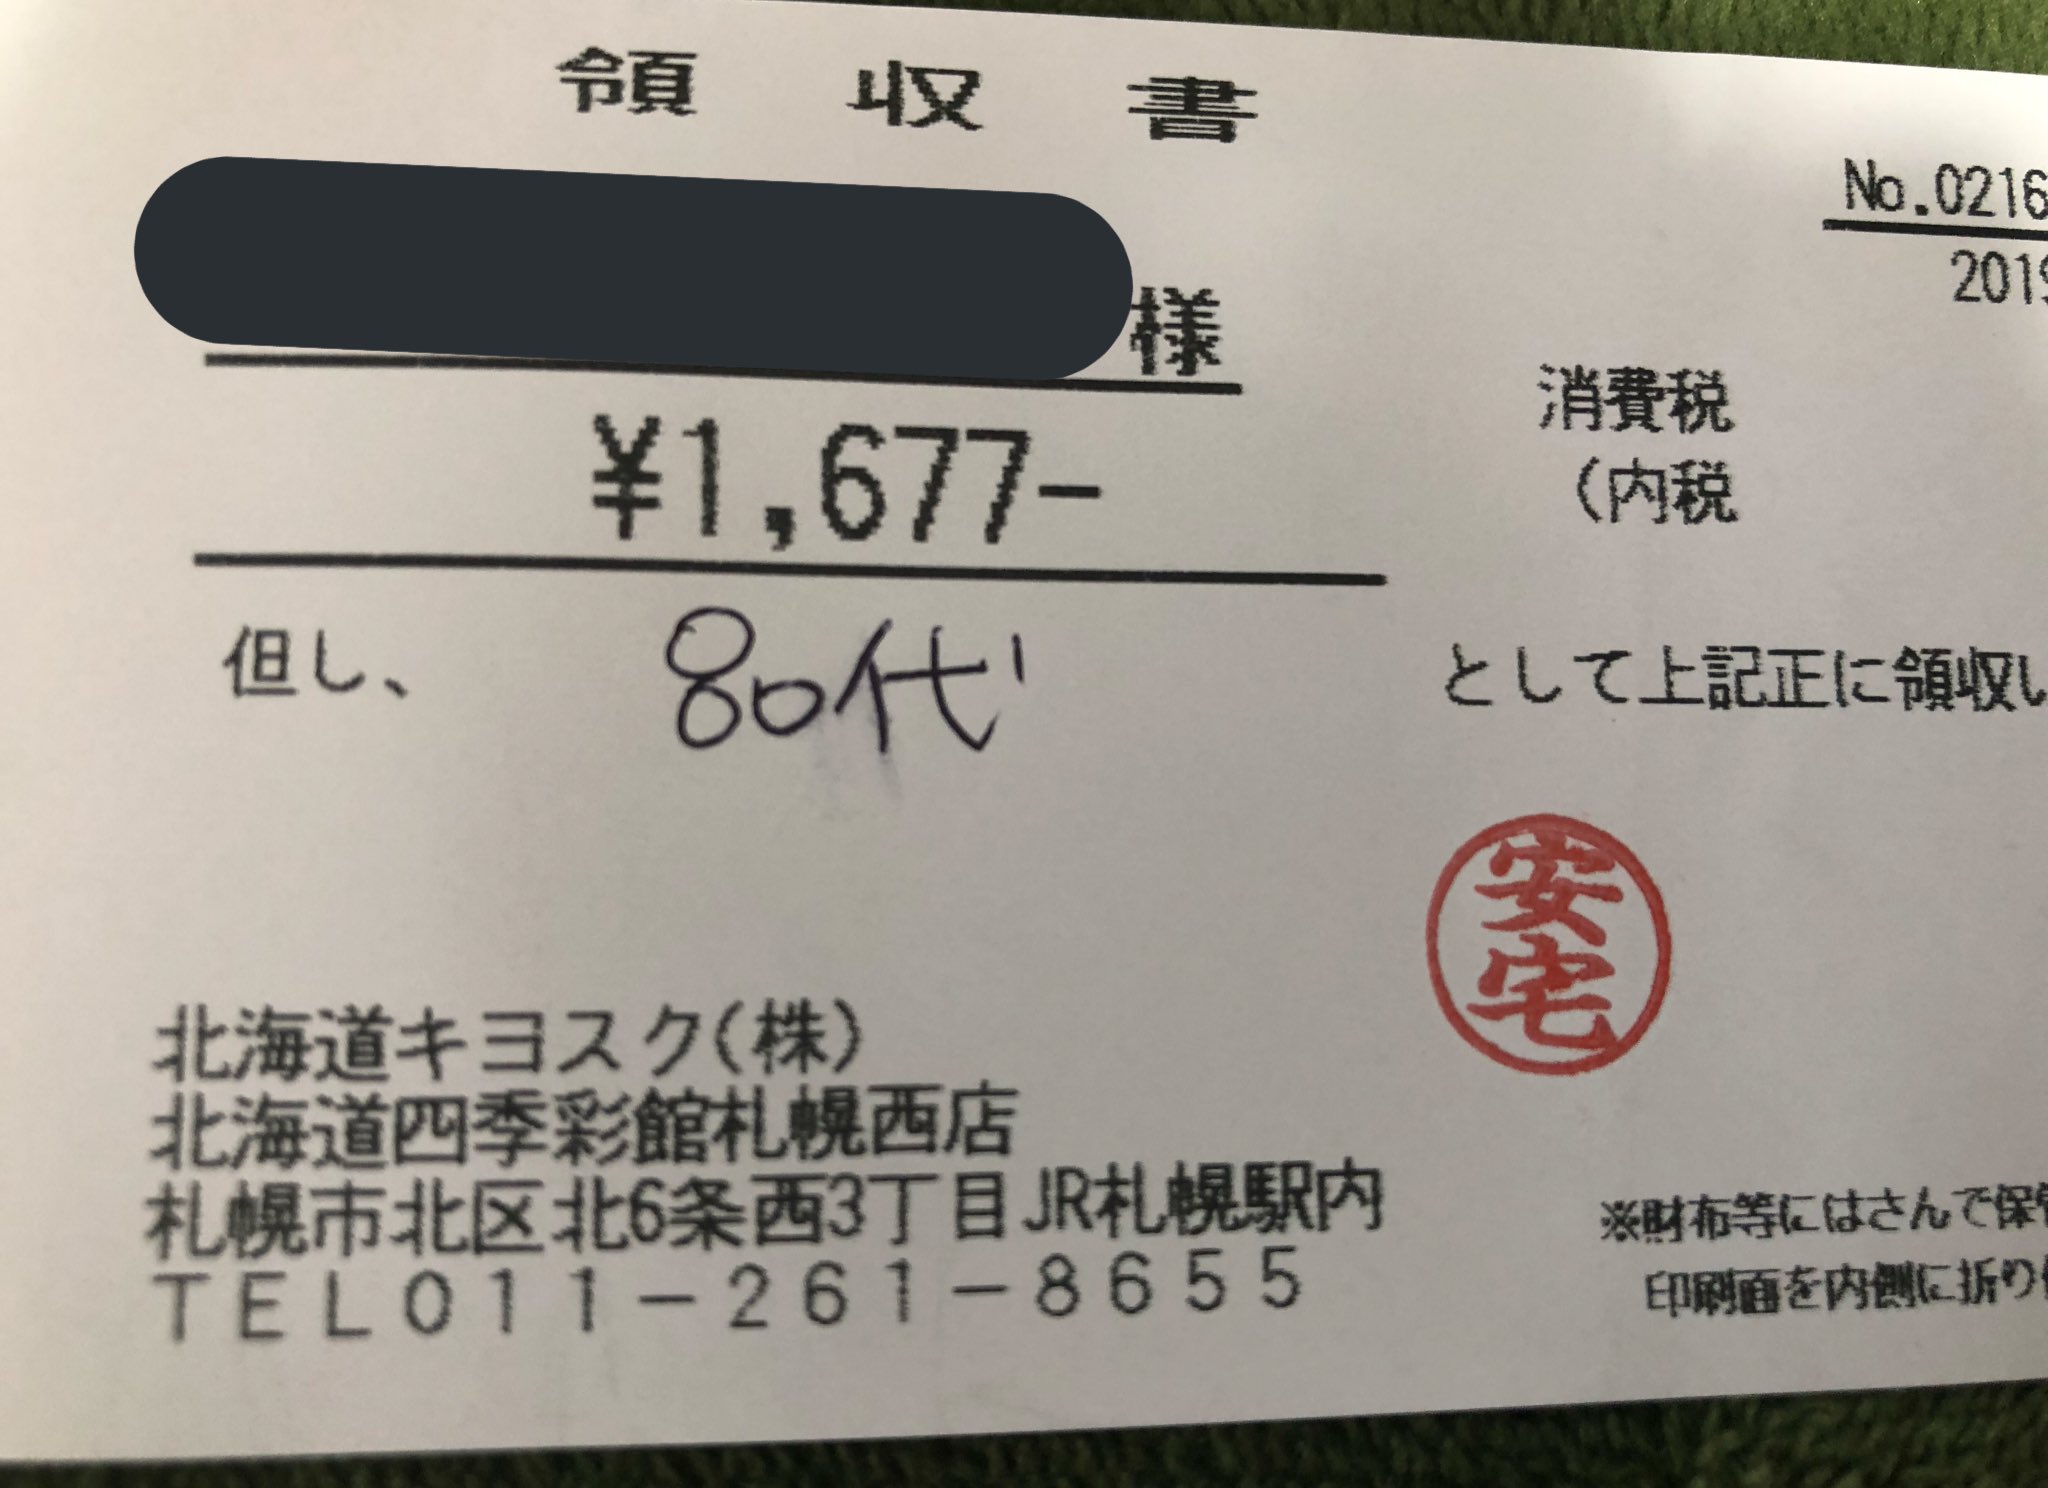 領収書
No.0216
2019
様
¥1,677-
消費税
(内税
但し、 80代
として上記正に領収し
安宅
北海道キヨスク(株)
北海道四季彩館札幌西店
札幌市北区北6条西3丁目JR札幌駅内
TEL011-261-8655
※財布等にはさんで保管
印刷面を内側に折り